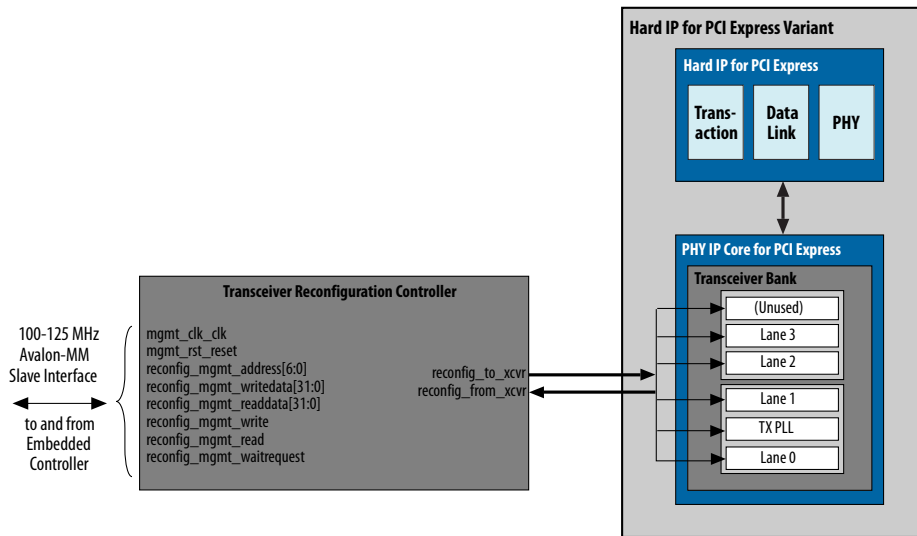 Hard IP for PCI Express Variant
Hard IP for PCI Express
Trans-
action
Data
Link
PHY
PHY IP Core for PCI Express
Transceiver Bank
(Unused)
Lane 3
Lane 2
Lane 1
TX PLL
Lane 0
Transceiver Reconfiguration Controller
mgmt_clk_clk
mgmt_rst_reset
reconfig_mgmt_address[6:0]
reconfig_mgmt_writedata[31:0]
reconfig_mgmt_readdata[31:0]
reconfig_mgmt_write
reconfig_mgmt_read
reconfig_mgmt_waitrequest
reconfig_to_xcvr
reconfig_from_xcvr
100-125 MHz
Avalon-MM
Slave Interface
to and from
Embedded
Controller